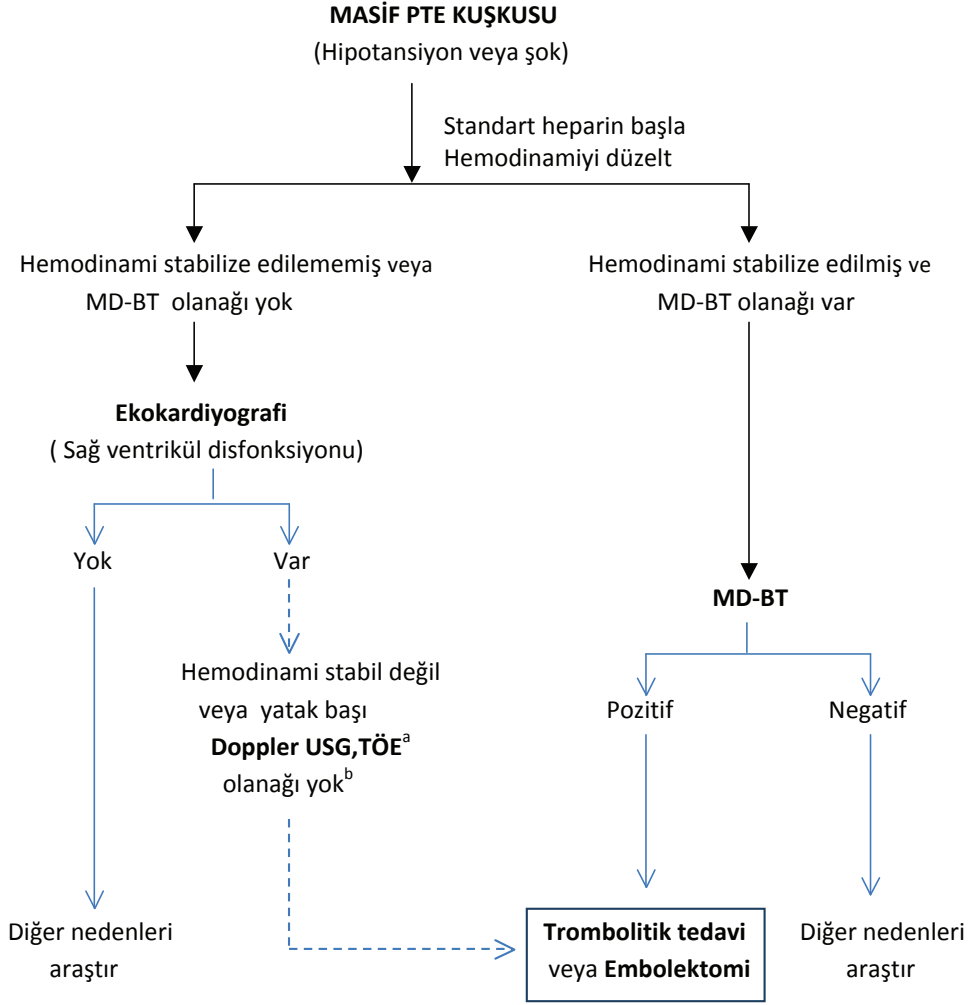 MASİF PTE KUŞKUSU
(Hipotansiyon veya şok)
Standart heparin başla
Hemodinamiyi düzelt
Hemodinami stabilize edilememiş veya
MD-BT olanağı yok
Hemodinami stabilize edilmiş ve
MD-BT olanağı var
Ekokardiyografi
( Sağ ventrikül disfonksiyonu)
Yok
Var
MD-BT
Hemodinami stabil değil
veya yatak başı
Doppler USG,TÖEᵃ
olanağı yokᵇ
Pozitif
Negatif
Diğer nedenleri
araştır
Trombolitik tedavi
veya Embolektomi
Diğer nedenleri
araştır